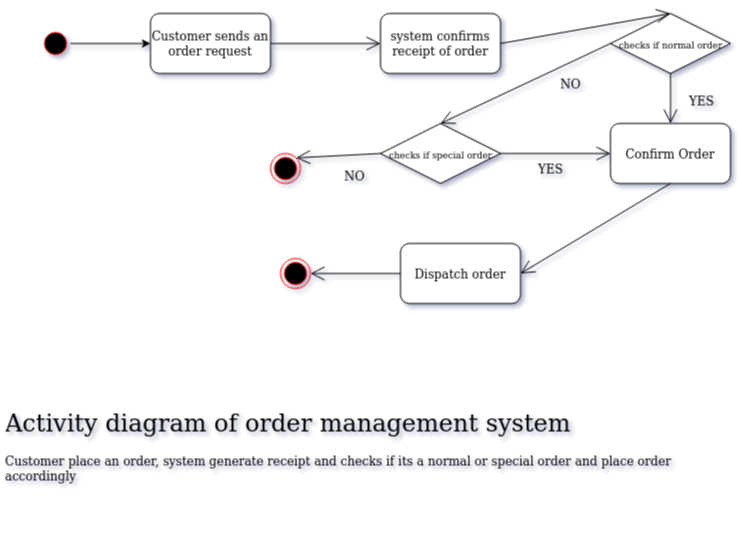 Customer sends an
order request
system confirms
receipt of order
checks if normal order
NO
YES
checks if special order
Confirm Order
YES
NO
Dispatch order
Activity diagram of order management system
Customer place an order, system generate receipt and checks if its a normal or special order and place order
accordingly